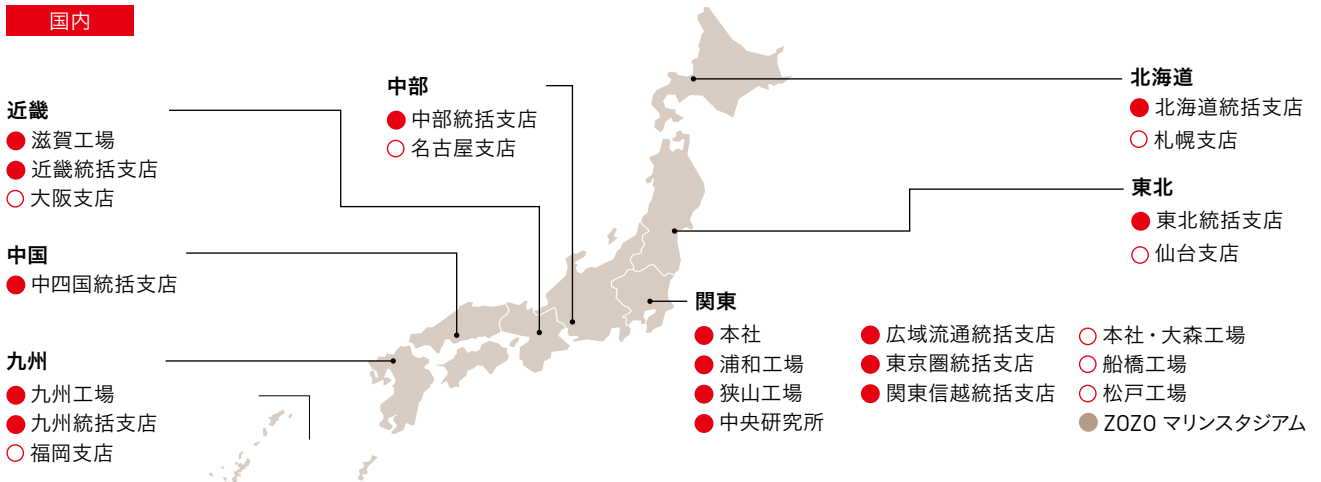 国内
近畿
滋賀工場
近畿統括支店
大阪支店
中部
中部統括支店
名古屋支店
北海道
北海道統括支店
札幌支店
東北
東北統括支店
仙台支店
中国
中四国統括支店
九州
九州工場
九州統括支店
福岡支店
関東
本社
浦和工場
狭山工場
中央研究所
広域流通統括支店
東京圏統括支店
関東信越統括支店
本社・大森工場
船橋工場
松戸工場
ZOZO マリンスタジアム